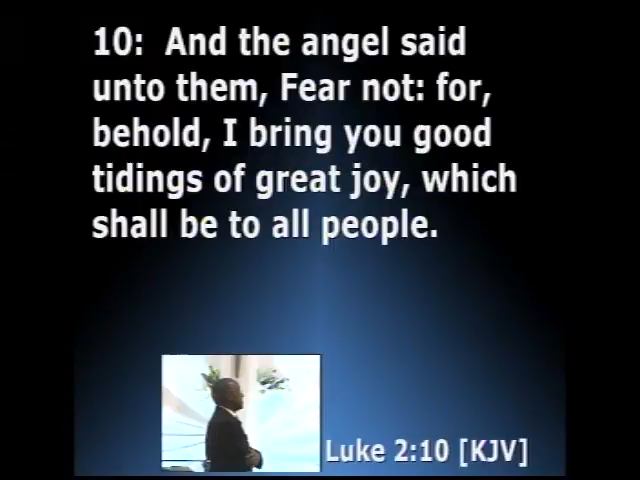 10:  And the angel said
unto them, Fear not: for,
behold, I bring you good
tidings of great joy, which
shall be to all people.
Luke 2:10 [KJV]